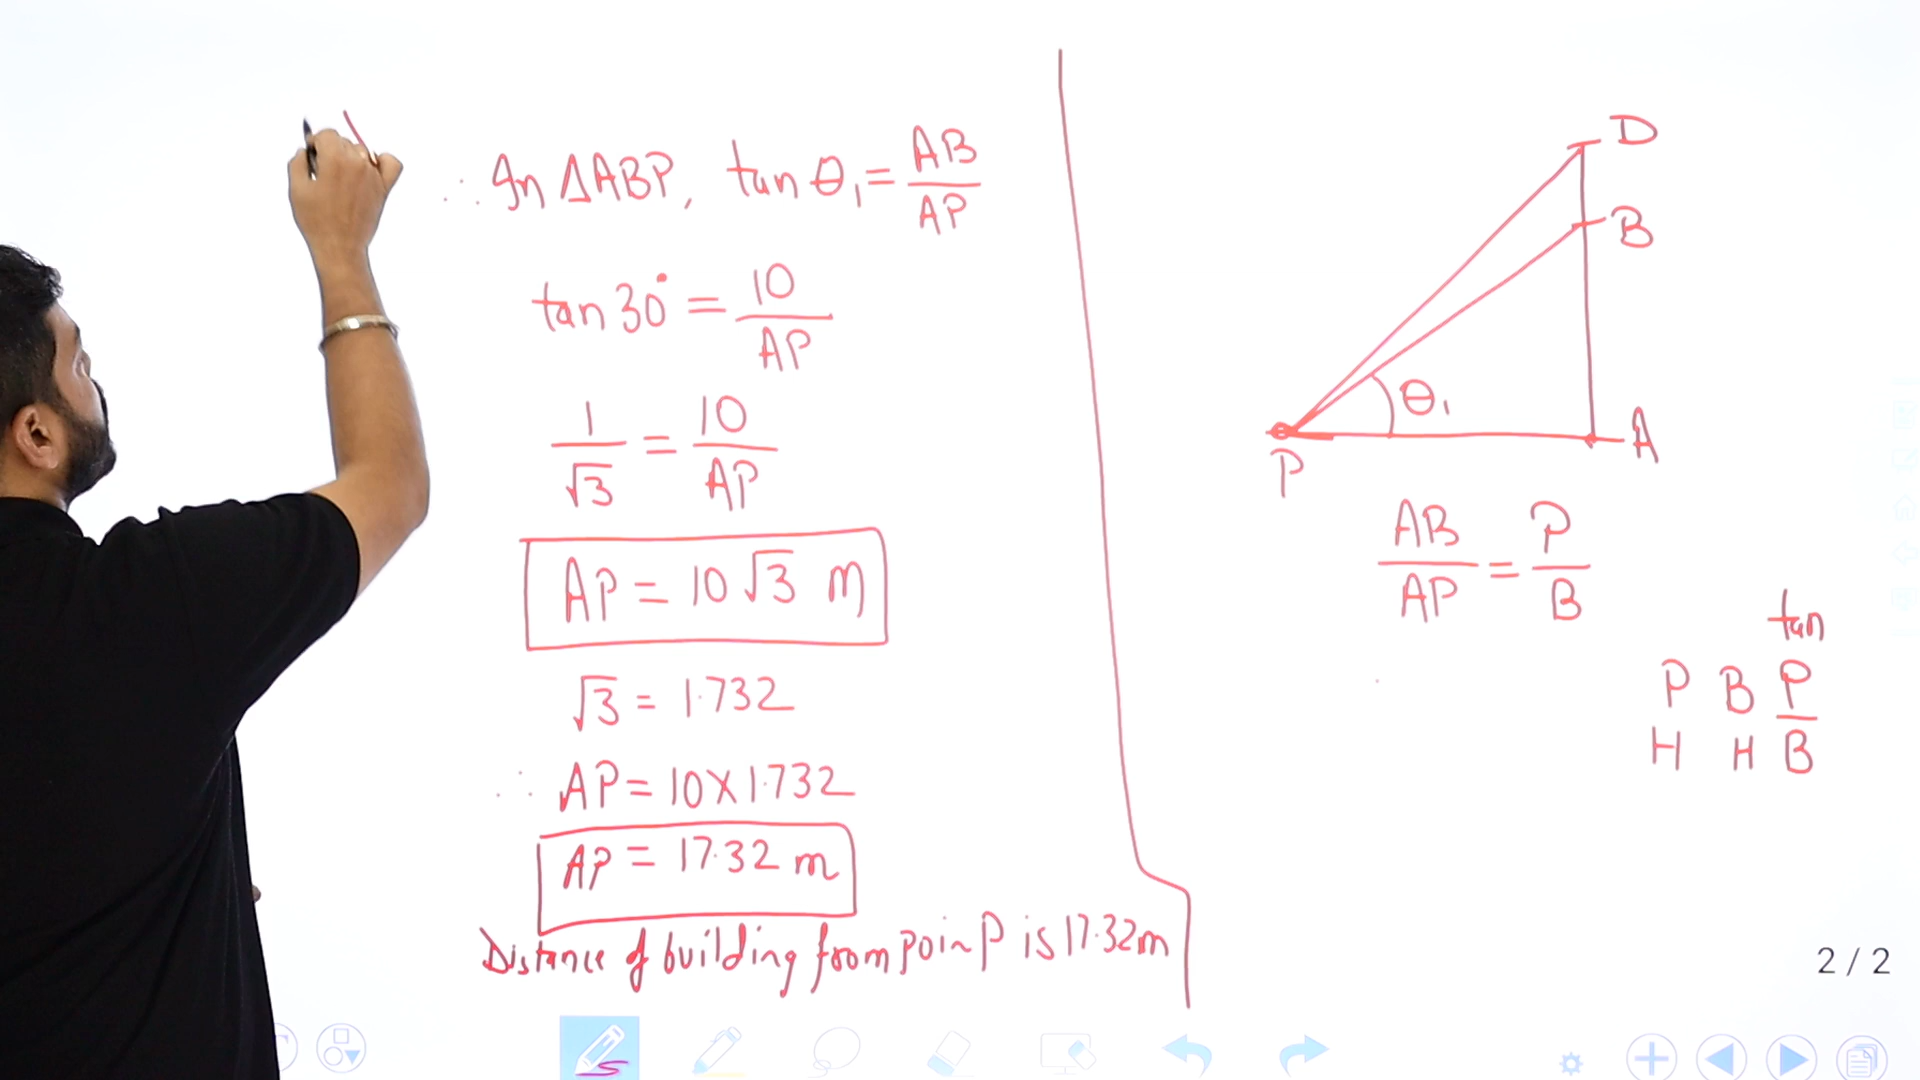 ∴ In ΔABP, tan θ₁ = AB/AP
tan 30° = 10/AP
1/√3 = 10/AP
AP = 10√3 m
√3 = 1.732
∴ AP = 10 X 1.732
AP = 17.32 m
Distance of building from poin P is 17.32m
D
B
θ₁
A
P
AB/AP = P/B
tan
P B P
H H B
2 / 2